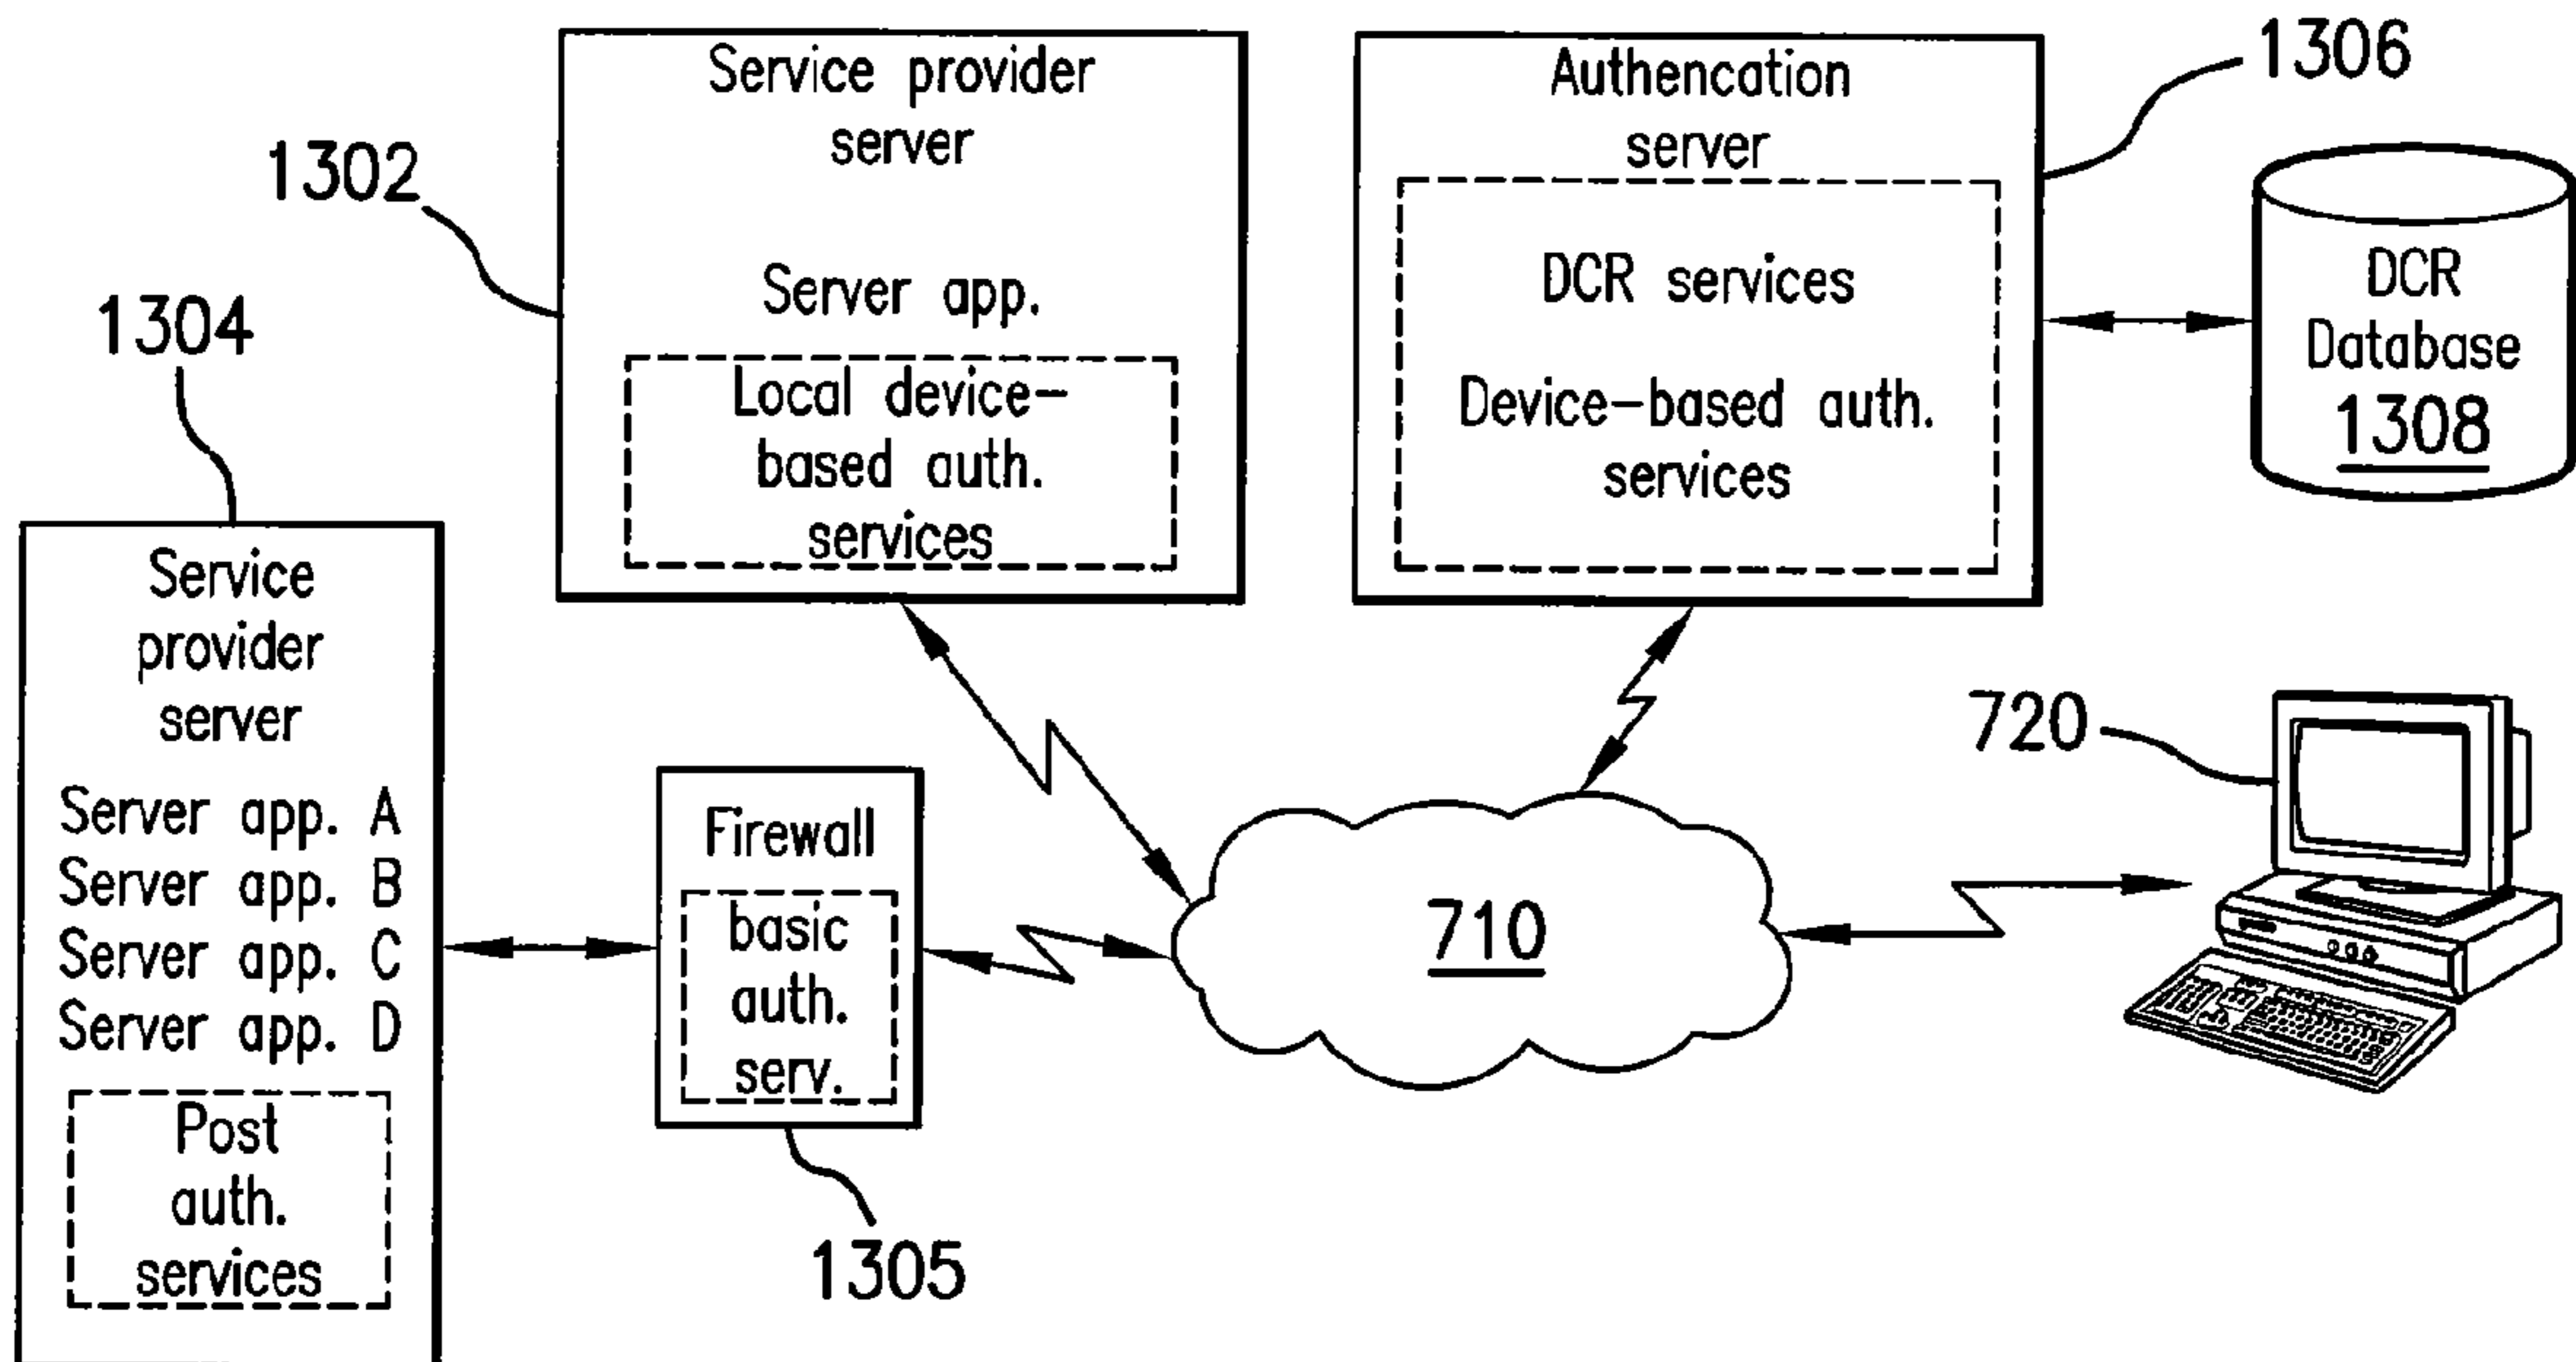 Service provider
server
Server app.
Local device-
based auth.
services
1302
Authencation
server
DCR services
Device-based auth.
services
1306
DCR
Database
1308
1304
Service
provider
server
Server app. A
Server app. B
Server app. C
Server app. D
Post
auth.
services
Firewall
basic
auth.
serv.
1305
710
720